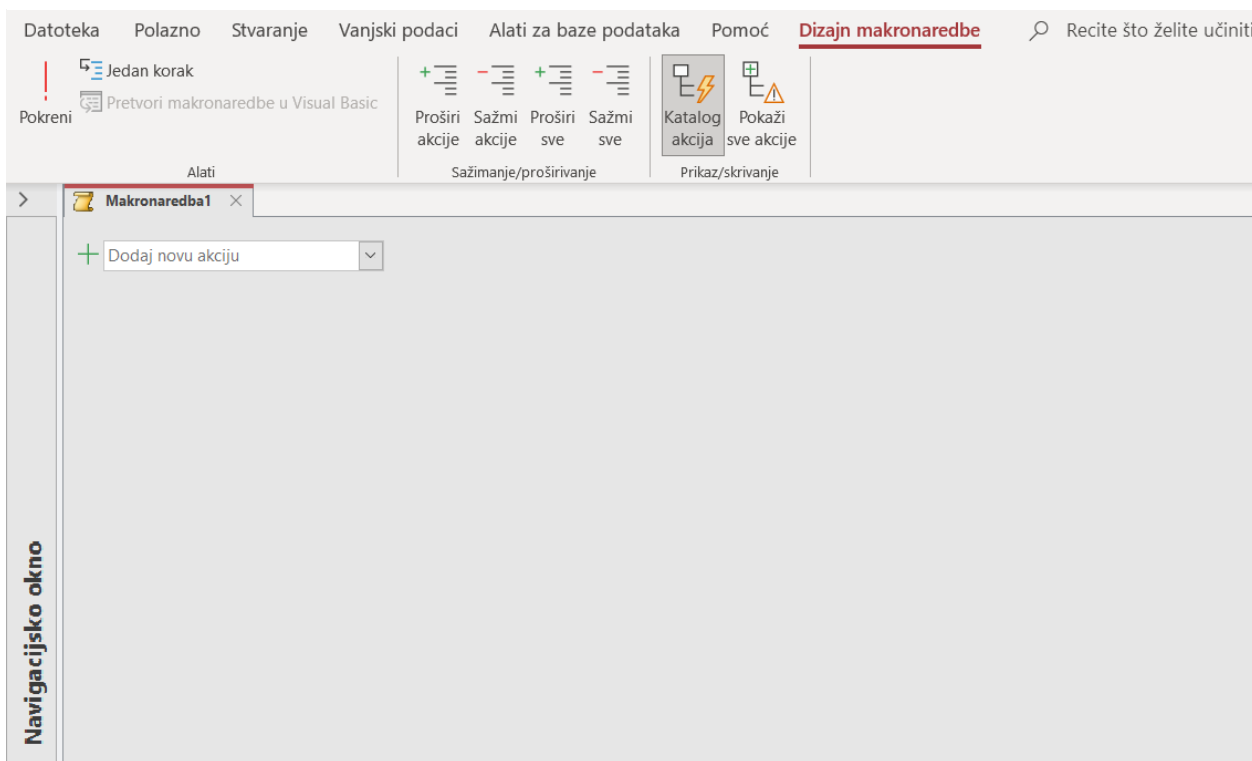 Datoteka Polazno Stvaranje Vanjski podaci Alati za baze podataka Pomoć Dizajn makronaredbe Recite što želite učiniti
Pokreni
Jedan korak
Pretvori makronaredbe u Visual Basic
Alati
Proširi akcije
Sažmi akcije
Proširi sve
Sažmi sve
Sažimanje/proširivanje
Katalog akcija
Pokaži sve akcije
Prikaz/skrivanje
Makronaredba1
Dodaj novu akciju
Navigacijsko okno